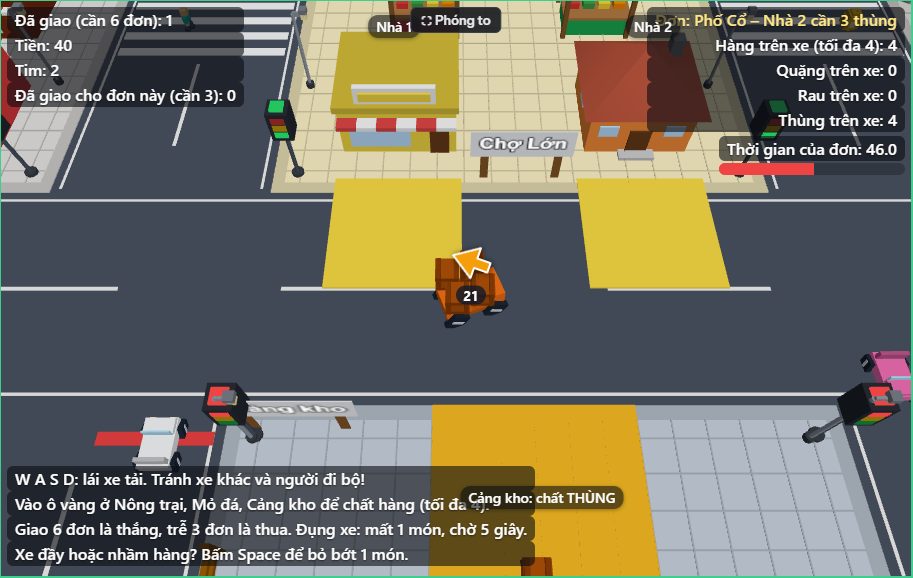 Đã giao (cần 6 đơn): 1
Tiền: 40
Tim: 2
Đã giao cho đơn này (cần 3): 0
Nhà 1
Phóng to
Nhà 2
Đơn: Phố Cổ – Nhà 2 cần 3 thùng
Hàng trên xe (tối đa 4): 4
Quặng trên xe: 0
Rau trên xe: 0
Thùng trên xe: 4
Thời gian của đơn: 46.0
Chợ Lớn
21
Cảng kho
W A S D: lái xe tải. Tránh xe khác và người đi bộ!
Vào ô vàng ở Nông trại, Mỏ đá, Cảng kho để chất hàng (tối đa 4).
Cảng kho: chất THÙNG
Giao 6 đơn là thắng, trễ 3 đơn là thua. Đụng xe: mất 1 món, chờ 5 giây.
Xe đầy hoặc nhầm hàng? Bấm Space để bỏ bớt 1 món.